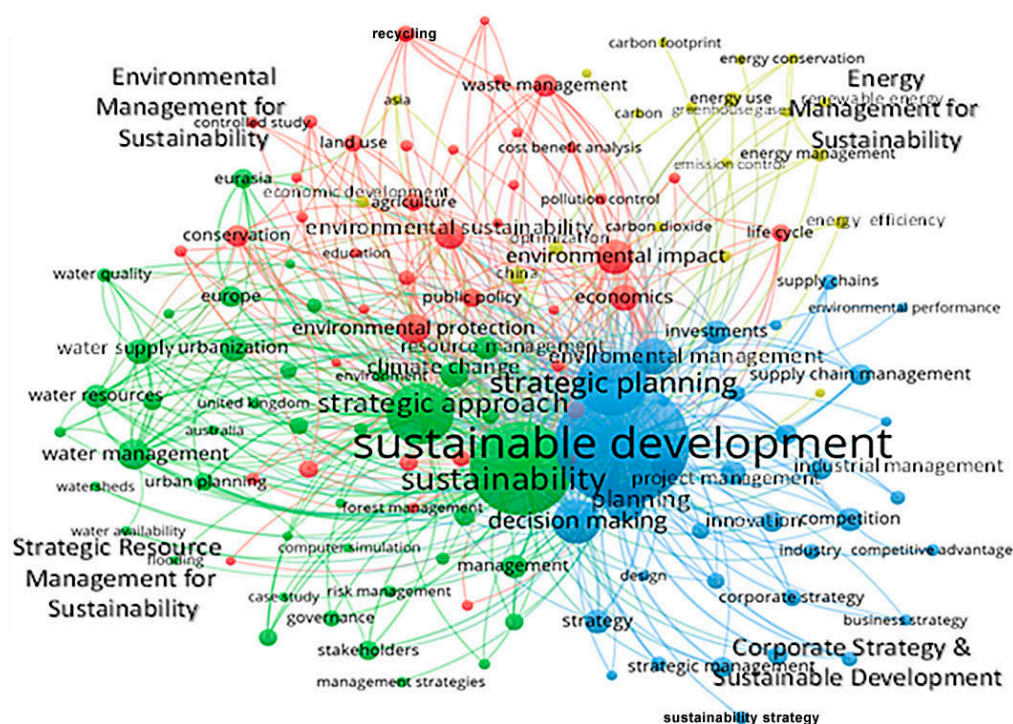 recycling
carbon footprint
energy conservation
Environmental
Management for
Sustainability
waste management
Energy
Management for
Sustainability
asia
energy use
renewable energy
carbon
greenhouse gases
controlled study
land use
cost benefit analysis
energy management
emission control
eurasia
economic development
agriculture
pollution control
conservation
environmental sustainability
carbon dioxide
life cycle
energy efficiency
optimization
education
environmental impact
water quality
china
supply chains
europe
public policy
economics
environmental performance
environmental protection
investments
water supply
urbanization
resource management
enviromental management
climate change
environment
strategic planning
supply chain management
water resources
united kingdom
strategic approach
australia
sustainable development
water management
industrial management
watersheds
urban planning
sustainability
project management
planning
forest management
decision making
innovation
competition
water availability
Strategic Resource
Management for
Sustainability
flooding
computer simulation
industry
competitive advantage
management
design
case study
risk management
corporate strategy
governance
strategy
business strategy
stakeholders
Corporate Strategy &
Sustainable Development
strategic management
management strategies
sustainability strategy